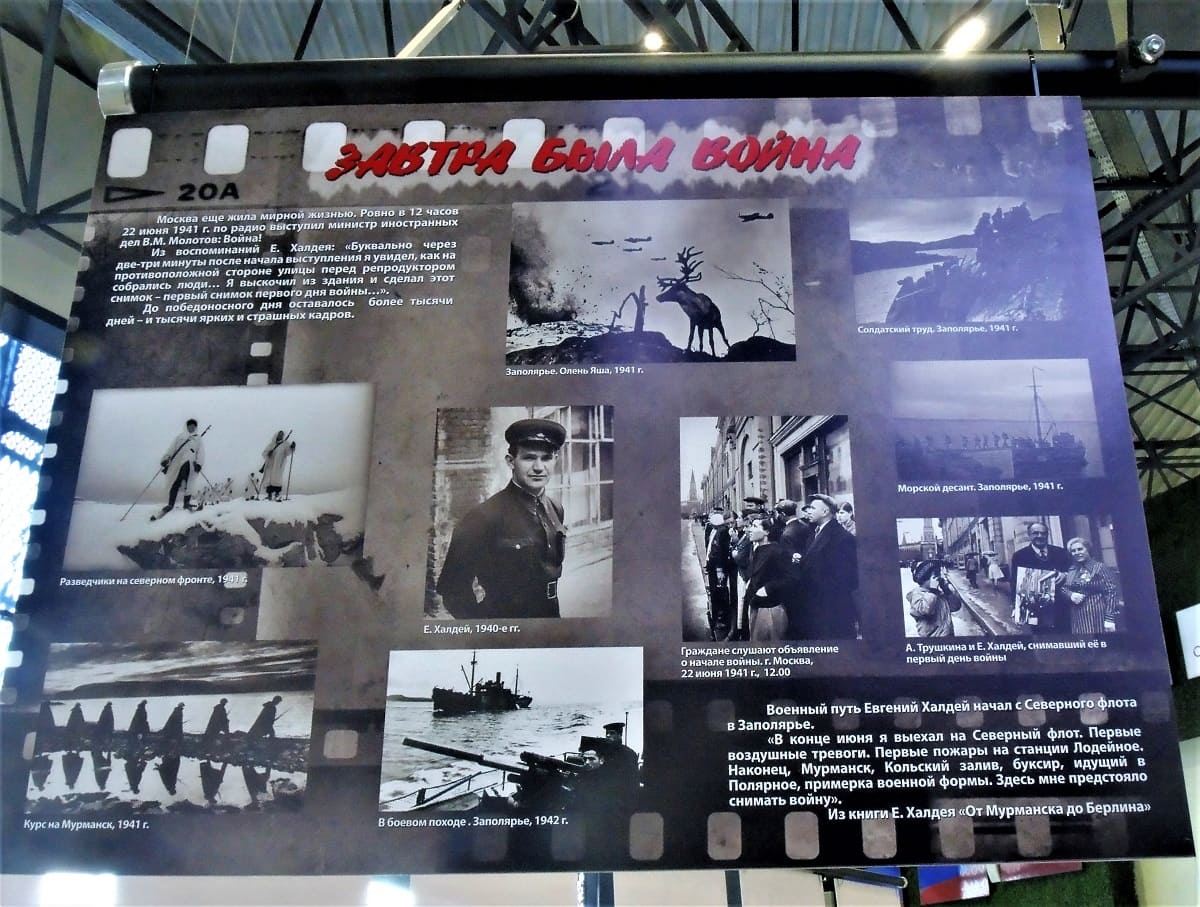 ЗАВТРА БЫЛА ВОЙНА
20A
Москва еще жила мирной жизнью. Ровно в 12 часов
22 июня 1941 г. по радио выступил министр иностранных
дел В.М. Молотов: Война!
Из воспоминаний Е. Халдея: «Буквально через
две-три минуты после начала выступления я увидел, как на
противоположной стороне улицы перед репродуктором
собрались люди... Я выскочил из здания и сделал этот
снимок – первый снимок первого дня войны...».
До победоносного дня оставалось более тысячи
дней – и тысячи ярких и страшных кадров.
Заполярье. Олень Яша, 1941 г.
Солдатский труд. Заполярье, 1941 г.
Морской десант. Заполярье, 1941 г.
Разведчики на северном фронте, 1941 г.
Е. Халдей, 1940-е гг.
Граждане слушают объявление
о начале войны. г. Москва,
22 июня 1941 г., 12.00
А. Трушкина и Е. Халдей, снимавший её в
первый день войны
Курс на Мурманск, 1941 г.
В боевом походе . Заполярье, 1942 г.
Военный путь Евгений Халдей начал с Северного флота
в Заполярье.
«В конце июня я выехал на Северный флот. Первые
воздушные тревоги. Первые пожары на станции Лодейное.
Наконец, Мурманск, Кольский залив, буксир, идущий в
Полярное, примерка военной формы. Здесь мне предстояло
снимать войну».
Из книги Е. Халдея «От Мурманска до Берлина»